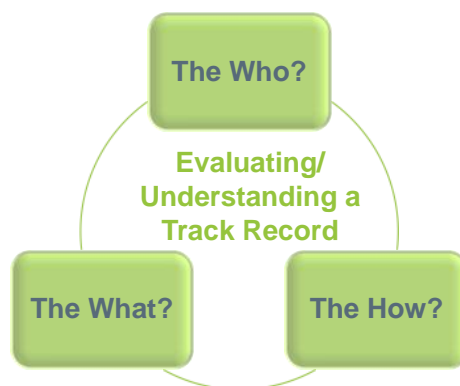 The Who?
Evaluating/
Understanding a
Track Record
The What?
The How?